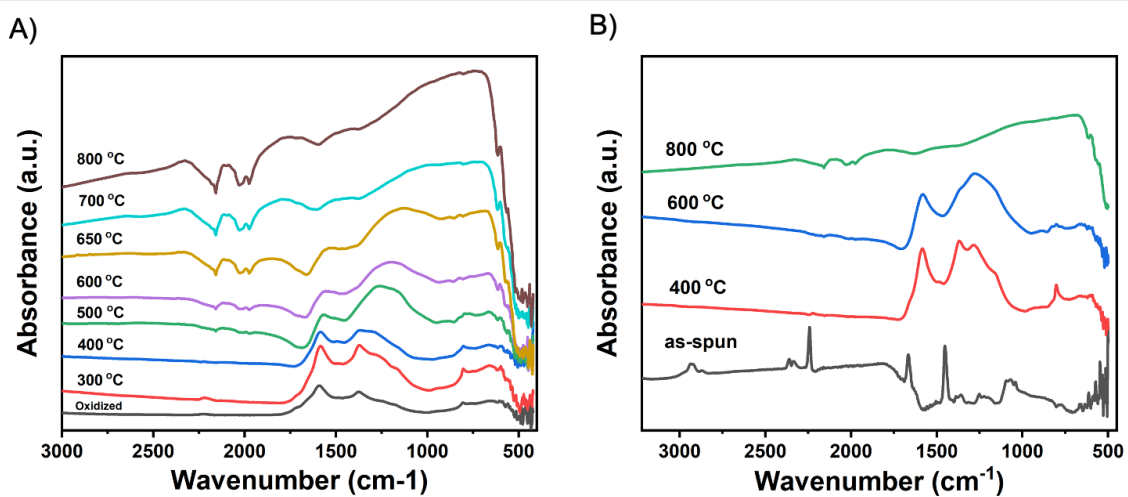 A)
Absorbance (a.u.)
800 °C
700 °C
650 °C
600 °C
500 °C
400 °C
300 °C
Oxidized
3000 2500 2000 1500 1000 500
Wavenumber (cm-1)
B)
Absorbance (a.u.)
800 °C
600 °C
400 °C
as-spun
3000 2500 2000 1500 1000 500
Wavenumber (cm⁻¹)